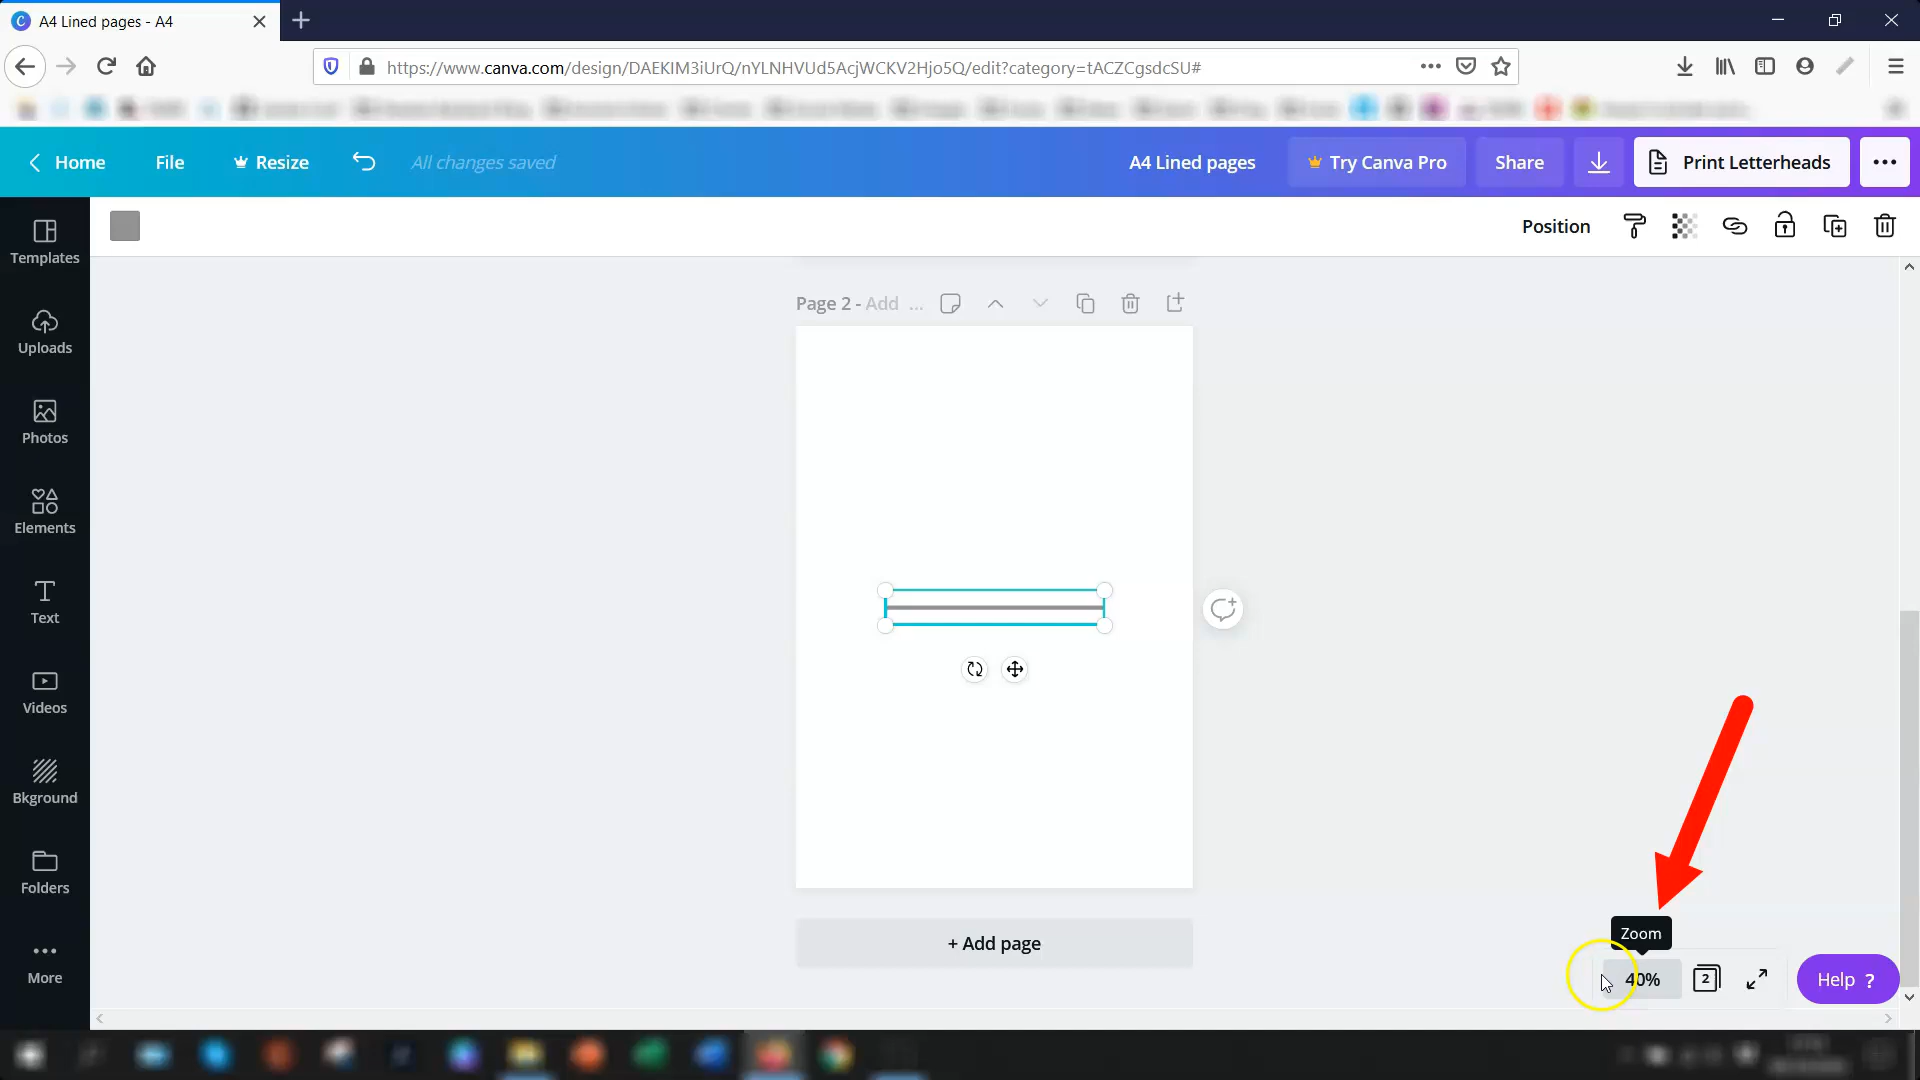 A4 Lined pages - A4
https://www.canva.com/design/DAEKIM3iUrQ/nYLNHVUd5AcjWCKV2Hjo5Q/edit?category=tACZCgsdcSU#
Home
File
Resize
All changes saved
A4 Lined pages
Try Canva Pro
Share
Print Letterheads
Position
Templates
Uploads
Photos
Elements
Text
Videos
Bkground
Folders
More
Page 2 - Add ...
+ Add page
Zoom
40%
2
Help ?